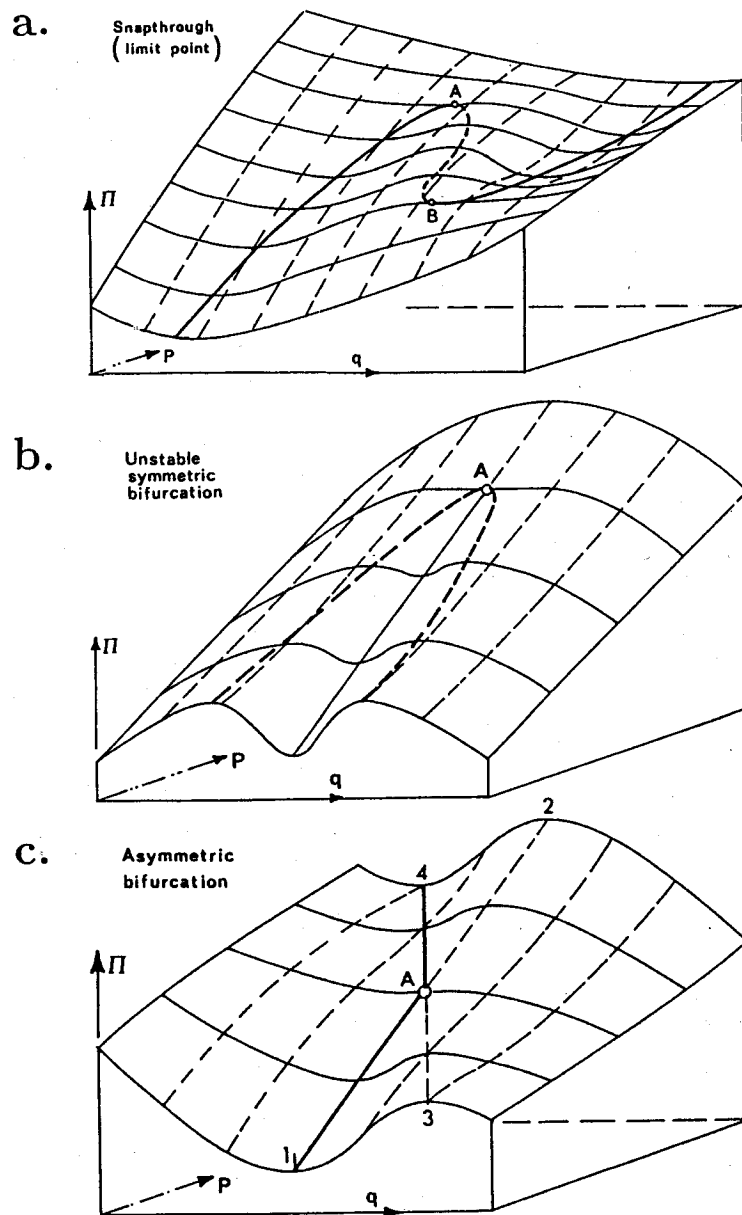 a.
Snapthrough
(limit point)
A
B
Π
P
q
b.
Unstable
symmetric
bifurcation
A
Π
P
q
c.
Asymmetric
bifurcation
2
4
A
Π
3
1
P
q